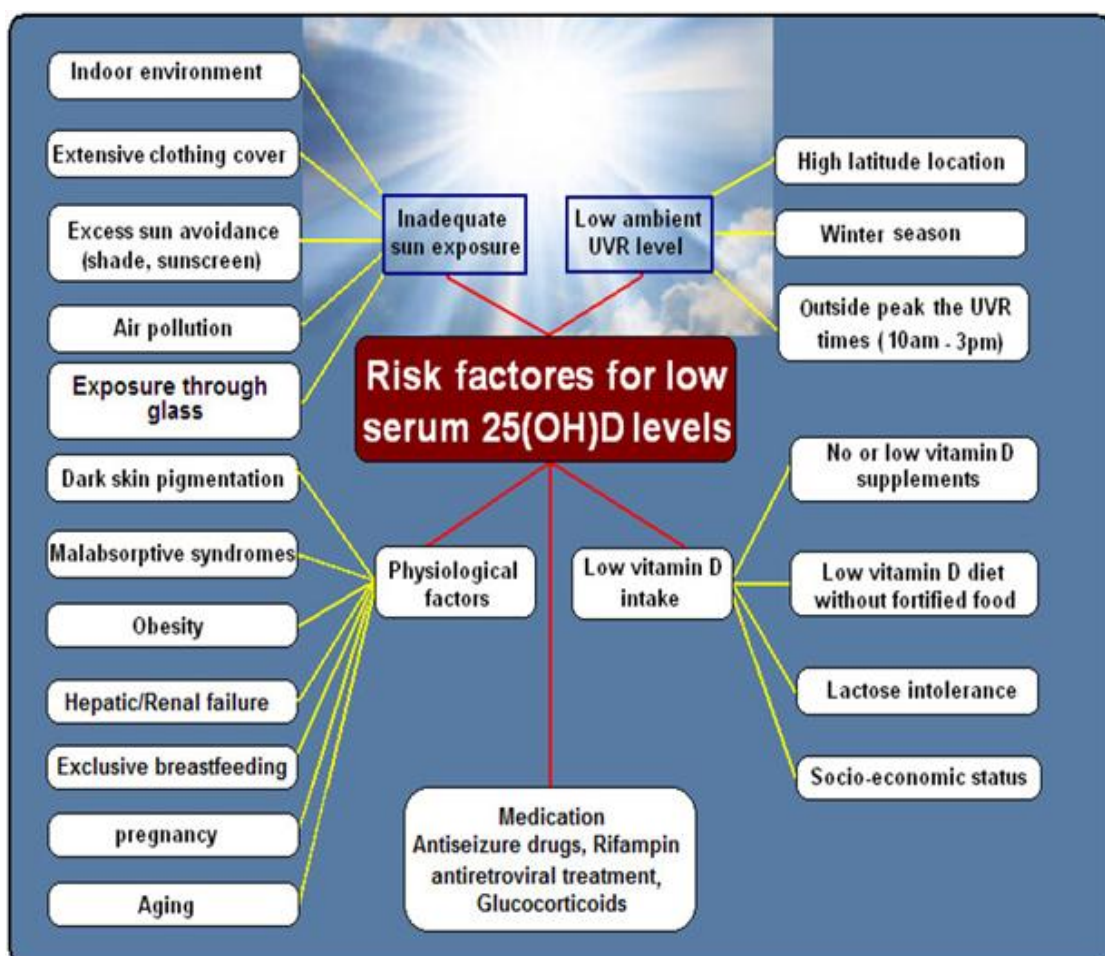 Indoor environment
Extensive clothing cover
Excess sun avoidance
(shade, sunscreen)
Air pollution
Exposure through
glass
Inadequate
sun exposure
Low ambient
UVR level
High latitude location
Winter season
Outside peak the UVR
times (10am - 3pm)
Risk factores for low
serum 25(OH)D levels
Dark skin pigmentation
Malabsorptive syndromes
Obesity
Hepatic/Renal failure
Exclusive breastfeeding
pregnancy
Aging
Physiological
factors
Low vitamin D
intake
No or low vitamin D
supplements
Low vitamin D diet
without fortified food
Lactose intolerance
Socio-economic status
Medication
Antiseizure drugs, Rifampin
antiretroviral treatment,
Glucocorticoids